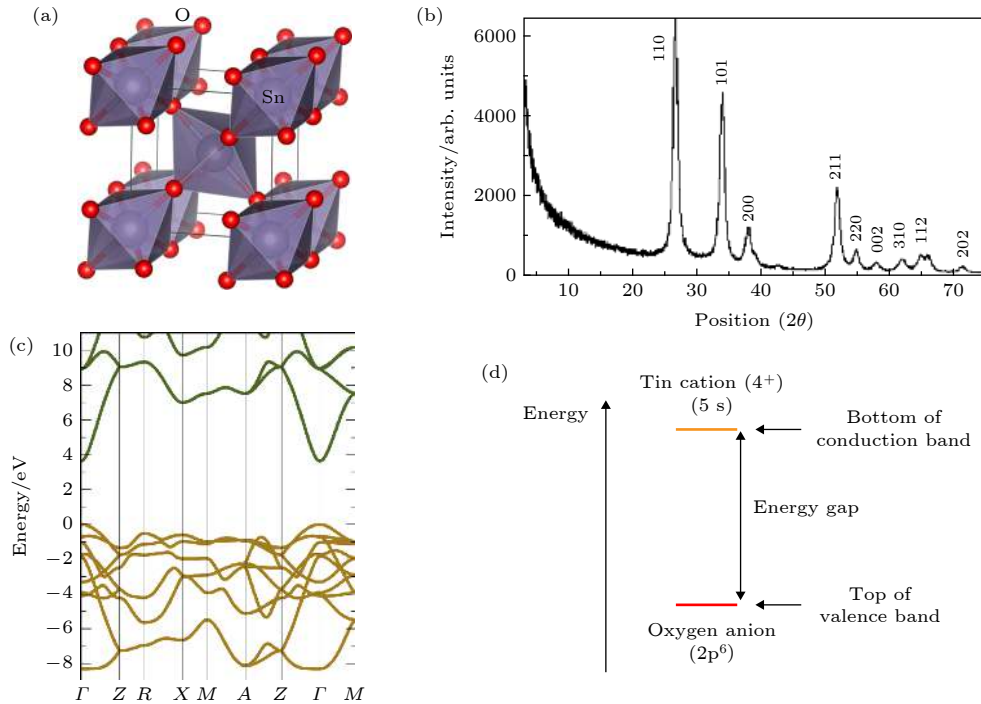 (a)
O
Sn
(b)
Intensity/arb. units
6000
4000
2000
0
110
101
200
211
220
002
310
112
202
10
20
30
40
50
60
70
Position (2θ)
(c)
Energy/eV
10
8
6
4
2
0
−2
−4
−6
−8
Γ Z R X M A Z Γ M
(d)
Energy
Tin cation (4⁺)
(5 s)
Bottom of
conduction band
Energy gap
Top of
valence band
Oxygen anion
(2p⁶)